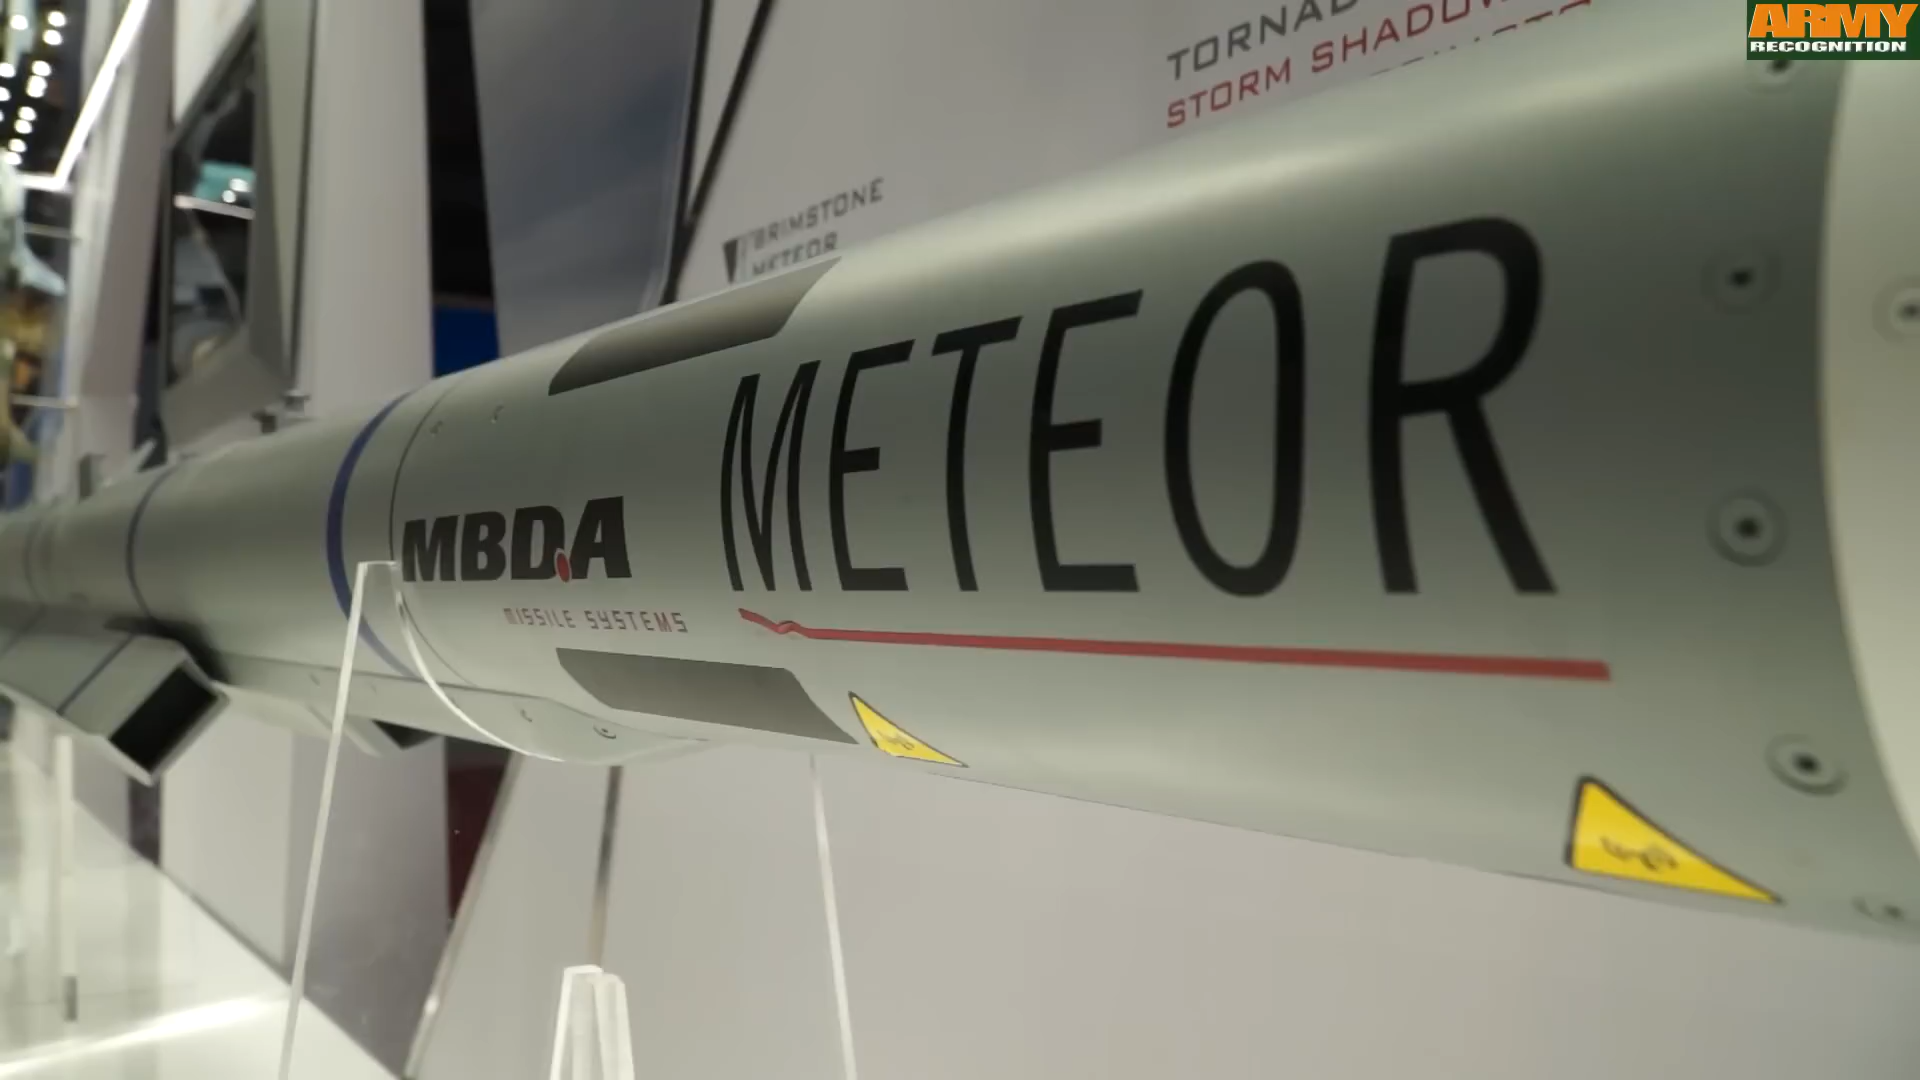 ARMY
RECOGNITION
TORNAD
STORM SHADOW
BRIMSTONE
METEOR
METEOR
MBDA
MISSILE SYSTEMS